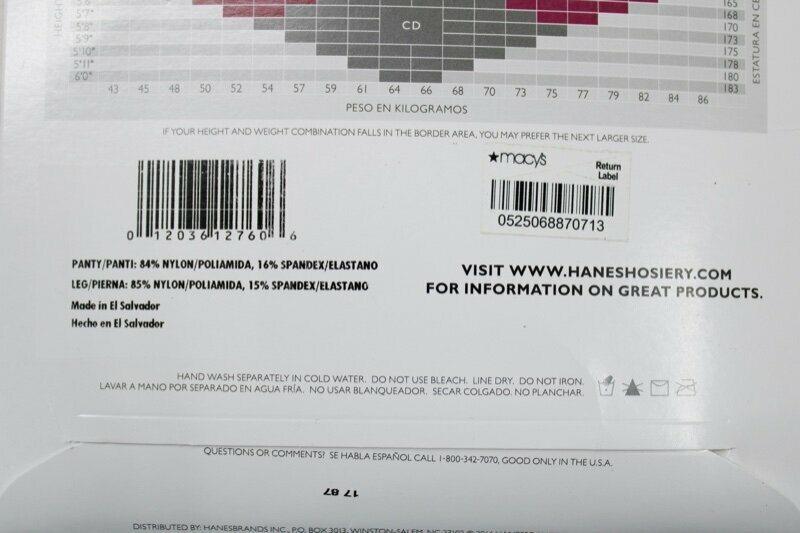 5'7"
5'8"
5'9"
5'10"
5'11"
6'0"
CD
165
168
170
173
175
178
180
183
ESTATURA EN CE
43 45 48 50 52 54 57 59 61 64 66 68 70 73 75 77 79 82 84 86
PESO EN KILOGRAMOS
IF YOUR HEIGHT AND WEIGHT COMBINATION FALLS IN THE BORDER AREA, YOU MAY PREFER THE NEXT LARGER SIZE.
0 12036 12760 6
★macy's
Return
Label
0525068870713
PANTY/PANTI: 84% NYLON/POLIAMIDA, 16% SPANDEX/ELASTANO
LEG/PIERNA: 85% NYLON/POLIAMIDA, 15% SPANDEX/ELASTANO
Made in El Salvador
Hecho en El Salvador
VISIT WWW.HANESHOSIERY.COM
FOR INFORMATION ON GREAT PRODUCTS.
HAND WASH SEPARATELY IN COLD WATER. DO NOT USE BLEACH. LINE DRY. DO NOT IRON.
LAVAR A MANO POR SEPARADO EN AGUA FRÍA. NO USAR BLANQUEADOR. SECAR COLGADO. NO PLANCHAR.
QUESTIONS OR COMMENTS? SE HABLA ESPAÑOL CALL 1-800-342-7070, GOOD ONLY IN THE U.S.A.
17 87
DISTRIBUTED BY: HANESBRANDS INC., P.O. BOX 3013, WINSTON-SALEM, NC